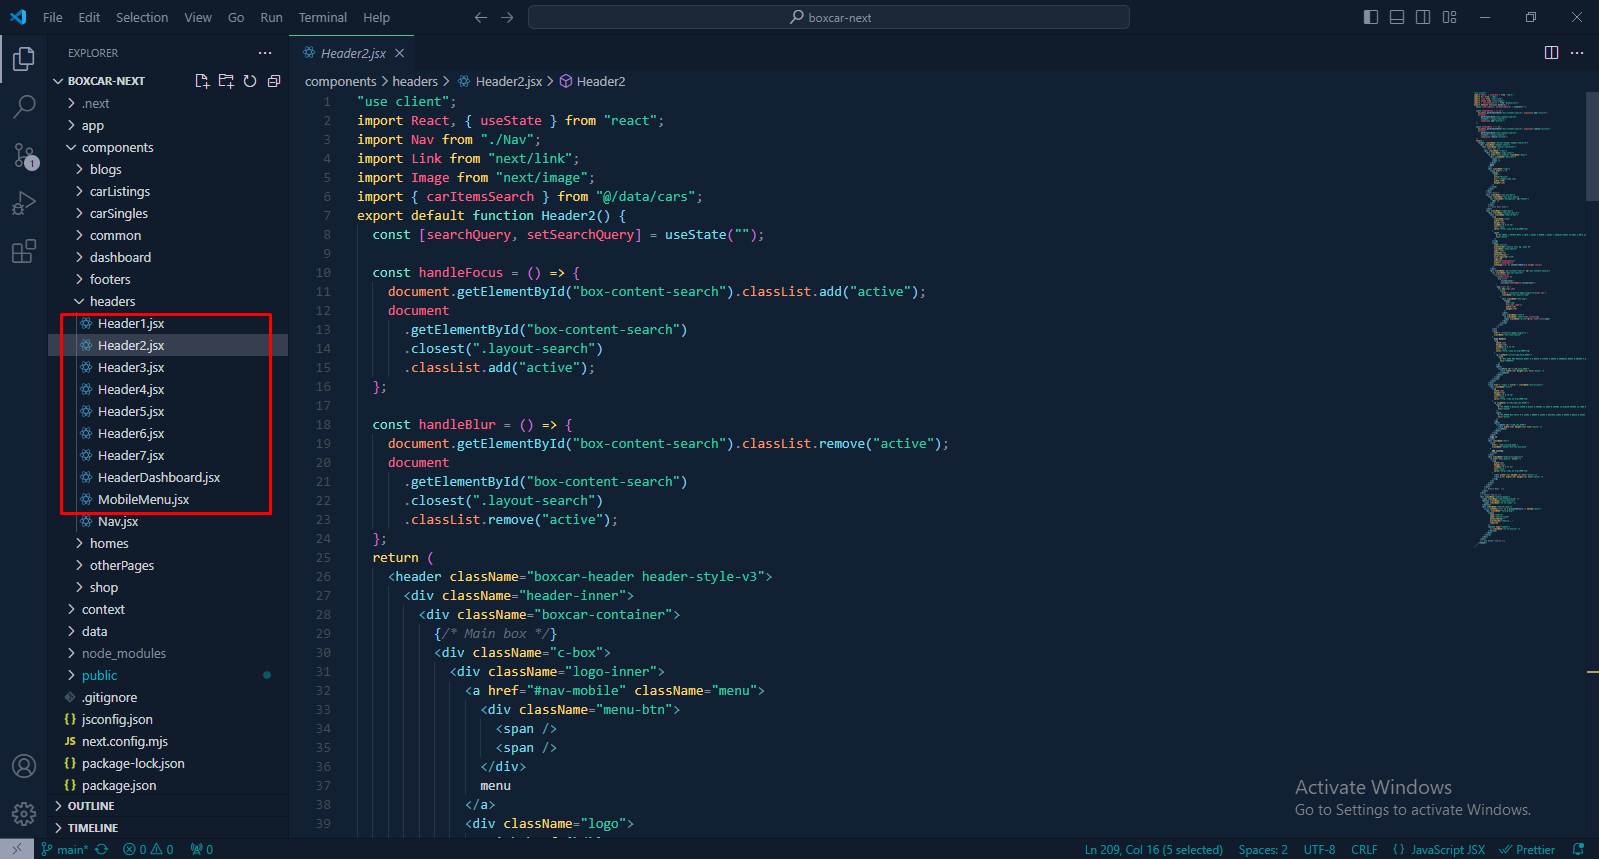 File Edit Selection View Go Run Terminal Help
boxcar-next
EXPLORER
BOXCAR-NEXT
.next
app
components
blogs
carListings
carSingles
common
dashboard
footers
headers
Header1.jsx
Header2.jsx
Header3.jsx
Header4.jsx
Header5.jsx
Header6.jsx
Header7.jsx
HeaderDashboard.jsx
MobileMenu.jsx
Nav.jsx
homes
otherPages
shop
context
data
node_modules
public
.gitignore
{} jsconfig.json
JS next.config.mjs
{} package-lock.json
{} package.json
OUTLINE
TIMELINE
1
Header2.jsx
components > headers > Header2.jsx > Header2
1 "use client";
2 import React, { useState } from "react";
3 import Nav from "./Nav";
4 import Link from "next/link";
5 import Image from "next/image";
6 import { carItemsSearch } from "@/data/cars";
7 export default function Header2() {
8 const [searchQuery, setSearchQuery] = useState("");
9
10 const handleFocus = () => {
11 document.getElementById("box-content-search").classList.add("active");
12 document
13 .getElementById("box-content-search")
14 .closest(".layout-search")
15 .classList.add("active");
16 };
17
18 const handleBlur = () => {
19 document.getElementById("box-content-search").classList.remove("active");
20 document
21 .getElementById("box-content-search")
22 .closest(".layout-search")
23 .classList.remove("active");
24 };
25 return (
26 <header className="boxcar-header header-style-v3">
27 <div className="header-inner">
28 <div className="boxcar-container">
29 {/* Main box */}
30 <div className="c-box">
31 <div className="logo-inner">
32 <a href="#nav-mobile" className="menu">
33 <div className="menu-btn">
34 <span />
35 <span />
36 </div>
37 menu
38 </a>
39 <div className="logo">
Activate Windows
Go to Settings to activate Windows.
main* 0 0 0 Ln 209, Col 16 (5 selected) Spaces: 2 UTF-8 CRLF {} JavaScript JSX Prettier